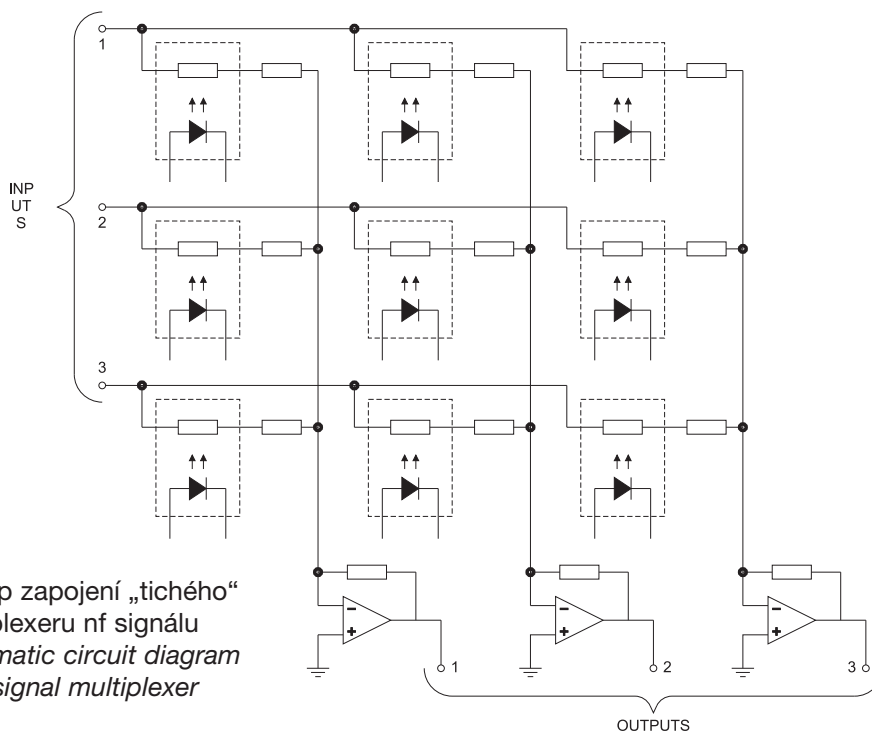 1
INP
UT
S
2
3
p zapojení „tichého“
plexeru nf signálu
matic circuit diagram
signal multiplexer
1
2
3
OUTPUTS